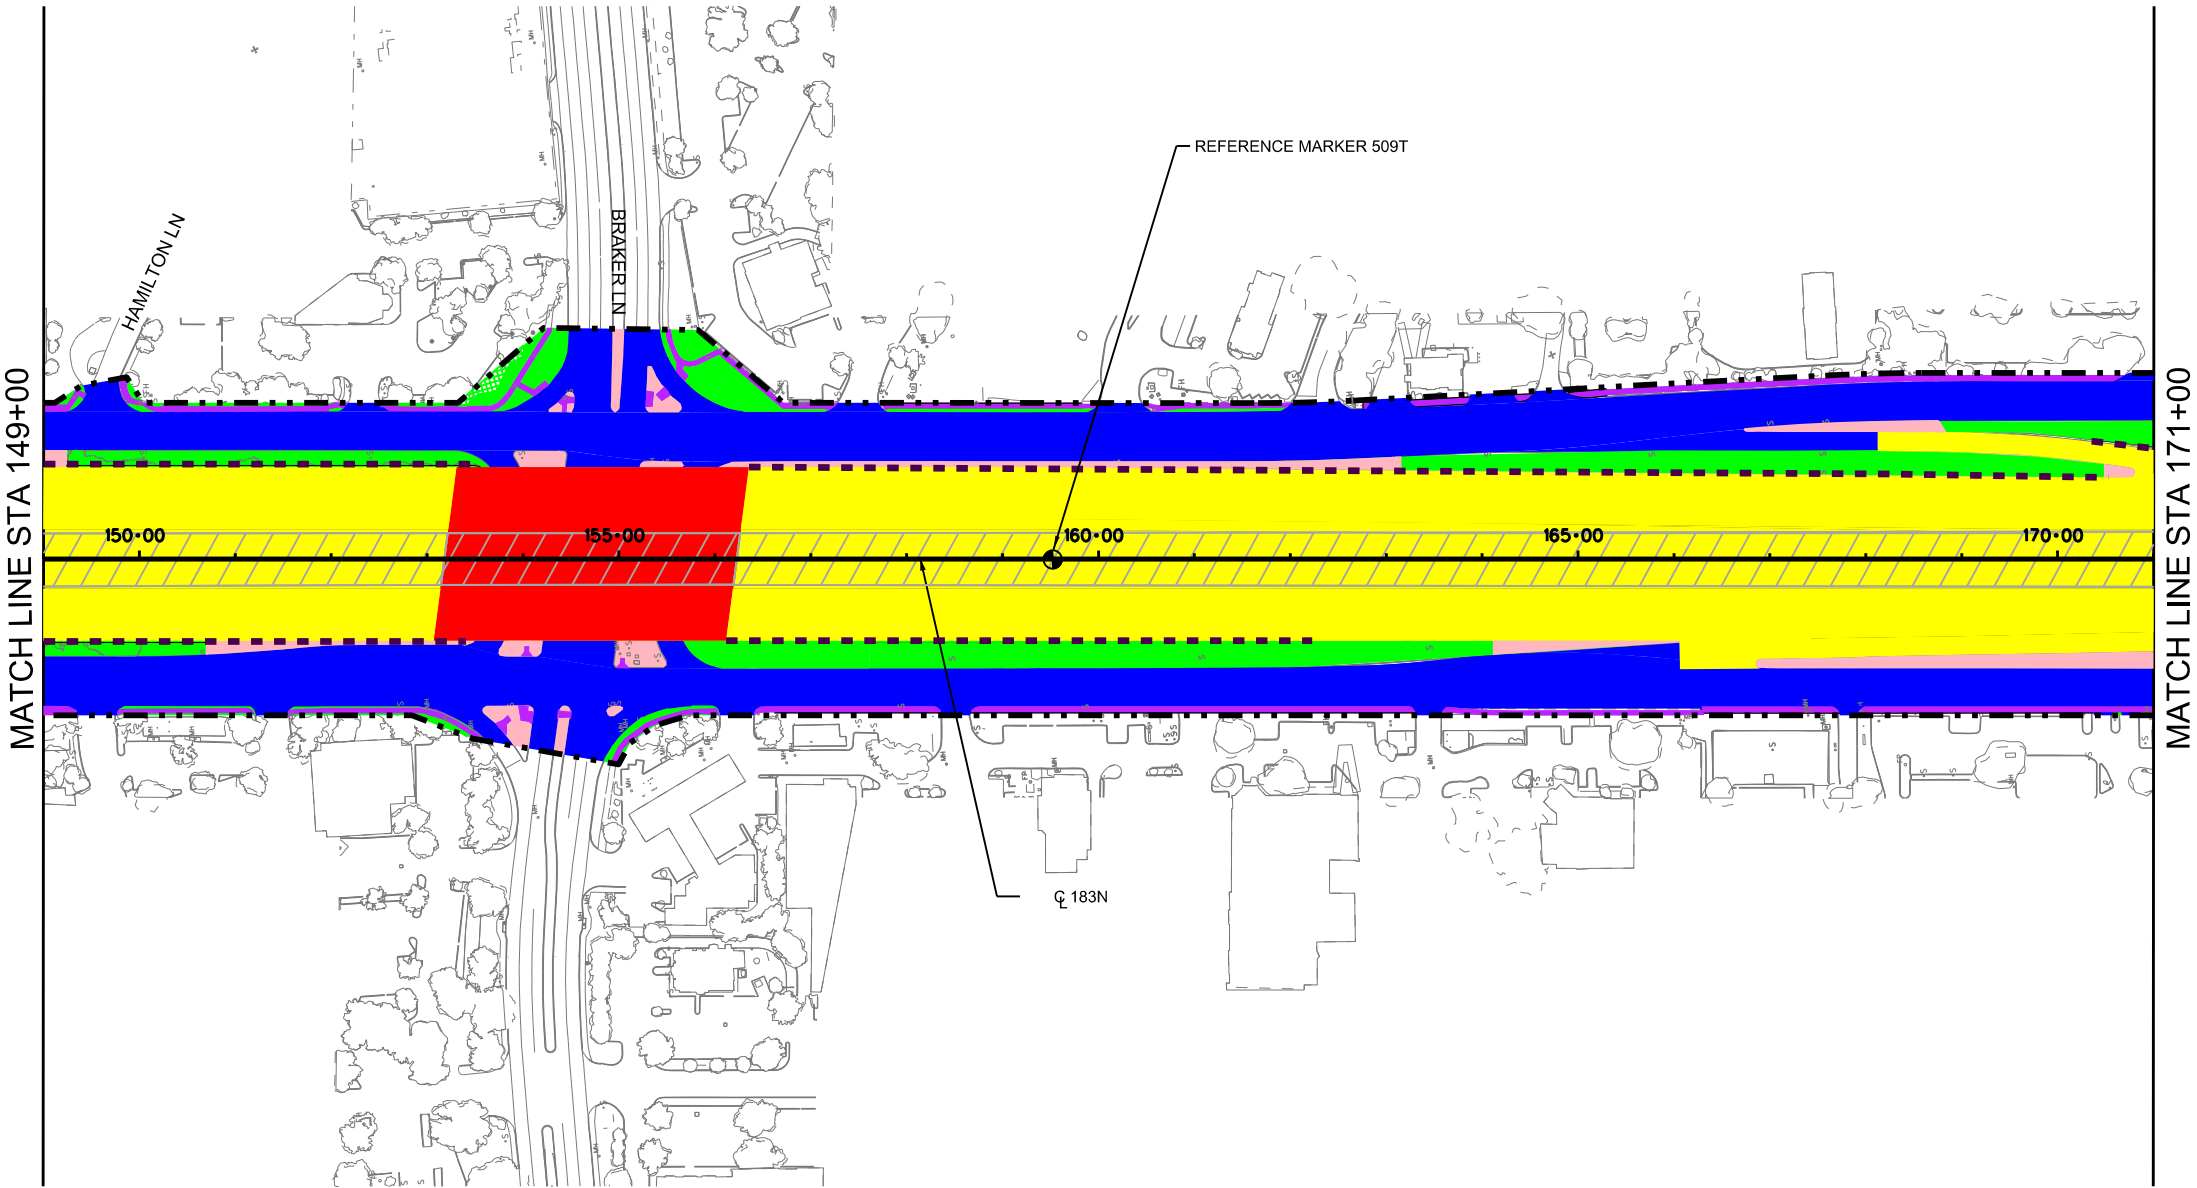 REFERENCE MARKER 509T
HAMILTON LN
BRAKER LN
MATCH LINE STA 149+00
MATCH LINE STA 171+00
150+00
155+00
160+00
165+00
170+00
℄ 183N